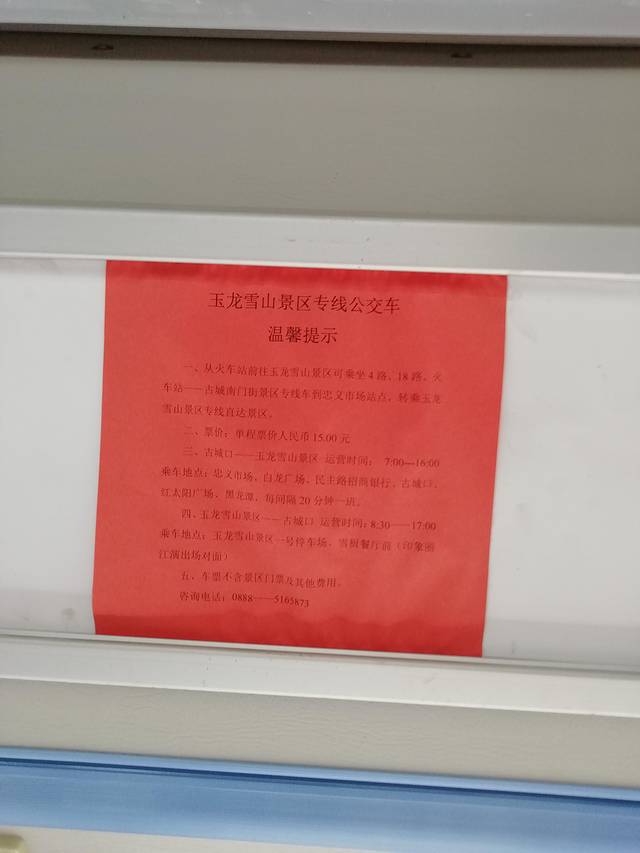 玉龙雪山景区专线公交车
温馨提示
一、从火车站前往玉龙雪山景区可乘坐4路、18路、火
车站——古城南门街景区专线车到忠义市场站点，转乘玉龙
雪山景区专线直达景区。
二、票价：单程票价人民币 15.00 元
三、古城口——玉龙雪山景区 运营时间： 7:00—16:00
乘车地点：忠义市场、白龙广场、民主路招商银行、古城口、
红太阳广场、黑龙潭，每间隔 20 分钟一班。
四、玉龙雪山景区——古城口 运营时间:8:30——17:00
乘车地点：玉龙雪山景区一号停车场、雪厨餐厅前（印象丽
江演出场对面）
五、车票不含景区门票及其他费用。
咨询电话：0888——5165873